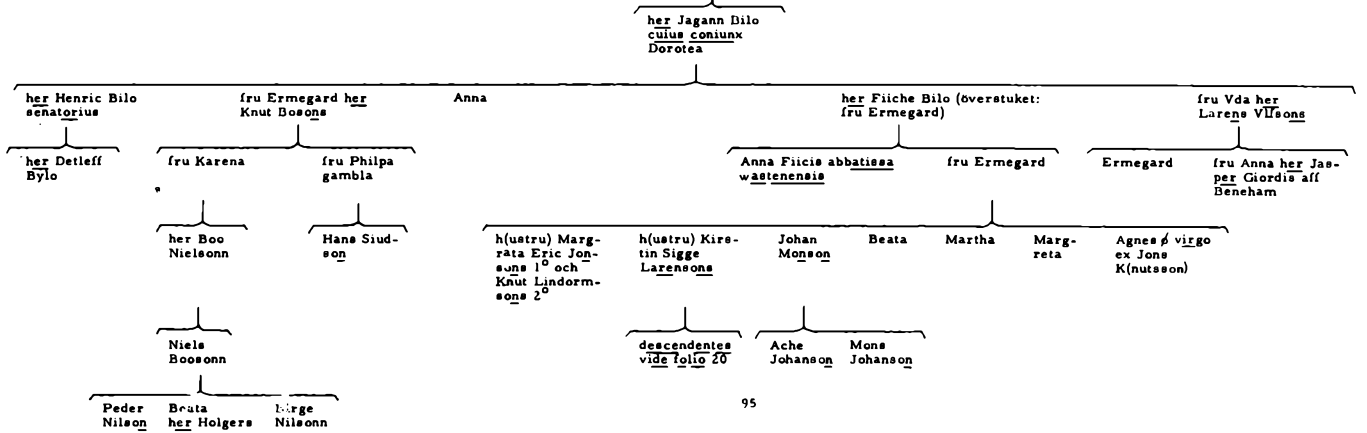 her Jagann Bilo
cuius coniunx
Dorotea
her Henric Bilo
senatorius
fru Ermegard her
Knut Bosons
Anna
her Fiiche Bilo (överstuket:
fru Ermegard)
fru Vda her
Larens Vlfsons
her Detleff
Bylo
fru Karena
fru Philpa
gambla
Anna Fiicis abbatissa
wastenensis
fru Ermegard
Ermegard
fru Anna her Jas-
per Giordis aff
Beneham
her Boo
Nielsonn
Hans Siud-
son
h(ustru) Marg-
rata Eric Jon-
sons 1º och
Knut Lindorm-
sons 2º
h(ustru) Kirs-
tin Sigge
Larensons
Johan
Monson
Beata
Martha
Marg-
reta
Agnes ∅ virgo
ex Jons
K(nutsson)
Niels
Boosonn
descendentes
vide folio 20
Ache
Johanson
Mons
Johanson
Peder
Nilson
Beata
her Holgers
Nilsonn
95